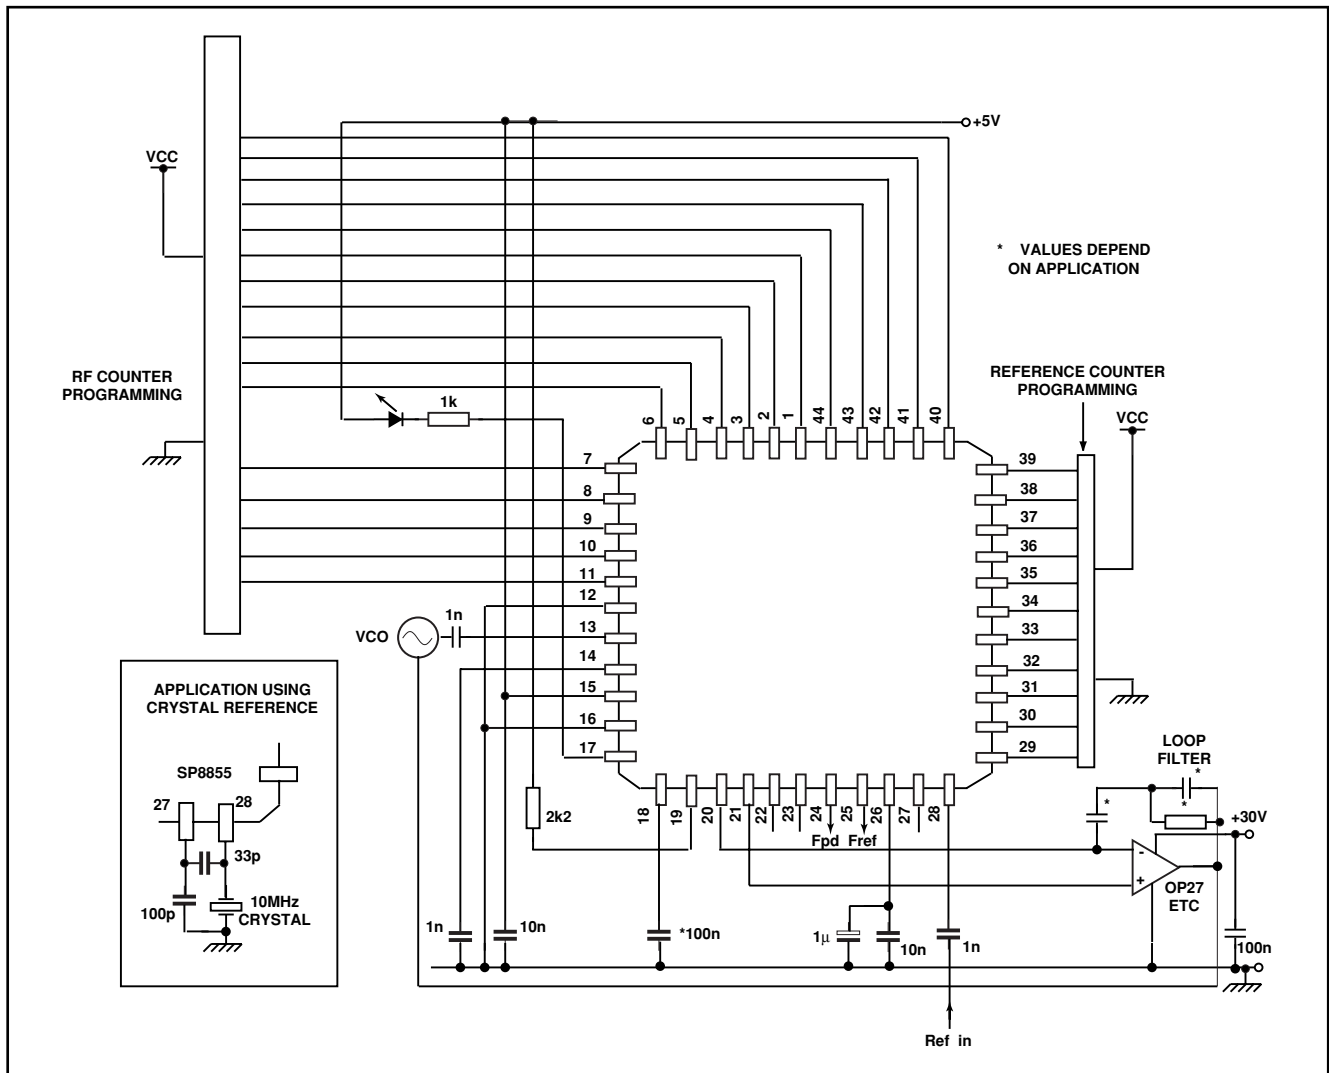 +5V
VCC
* VALUES DEPEND
ON APPLICATION
RF COUNTER
PROGRAMMING
REFERENCE COUNTER
PROGRAMMING
VCC
1k
6 5 4 3 2 1 44 43 42 41 40
7
8
9
10
11
12
13
14
15
16
17
39
38
37
36
35
34
33
32
31
30
29
VCO
1n
18 19 20 21 22 23 24 25 26 27 28
Fpd Fref
2k2
LOOP
FILTER
*
*
*
+30V
-
+
OP27
ETC
100n
1n
10n
*100n
1µ
10n
1n
Ref in
APPLICATION USING
CRYSTAL REFERENCE
SP8855
27
28
33p
100p
10MHz
CRYSTAL